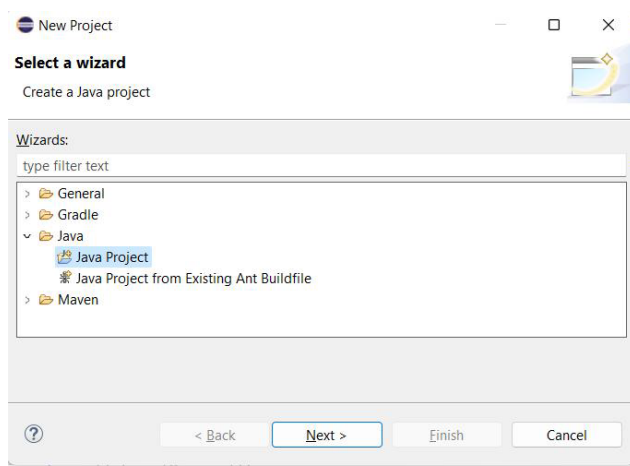 New Project
Select a wizard
Create a Java project
Wizards:
type filter text
General
Gradle
Java
Java Project
Java Project from Existing Ant Buildfile
Maven
? < Back Next > Finish Cancel